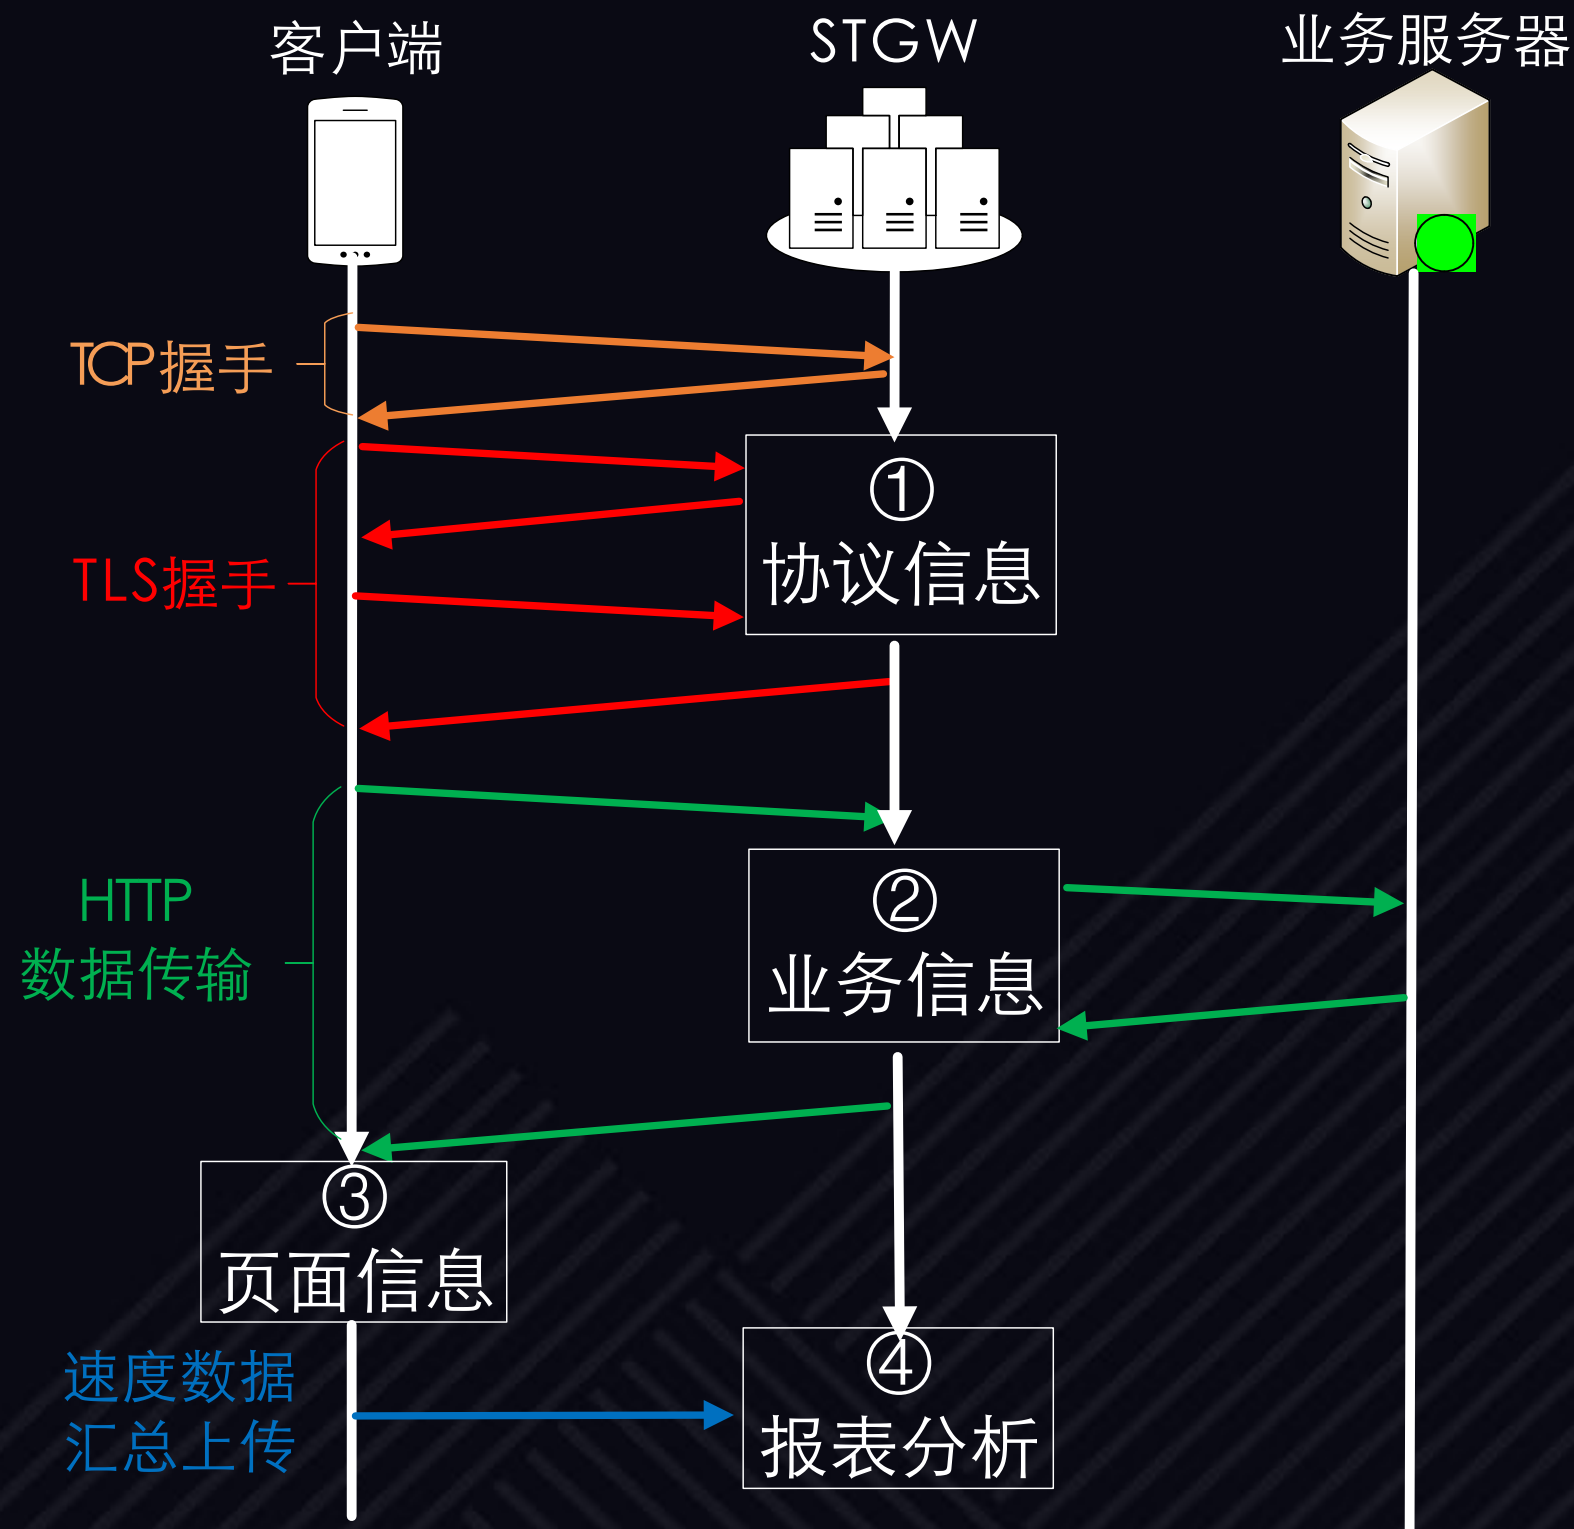 客户端
STGW
业务服务器
TCP握手
①
协议信息
TLS握手
②
业务信息
HTTP
数据传输
③
页面信息
速度数据
汇总上传
④
报表分析